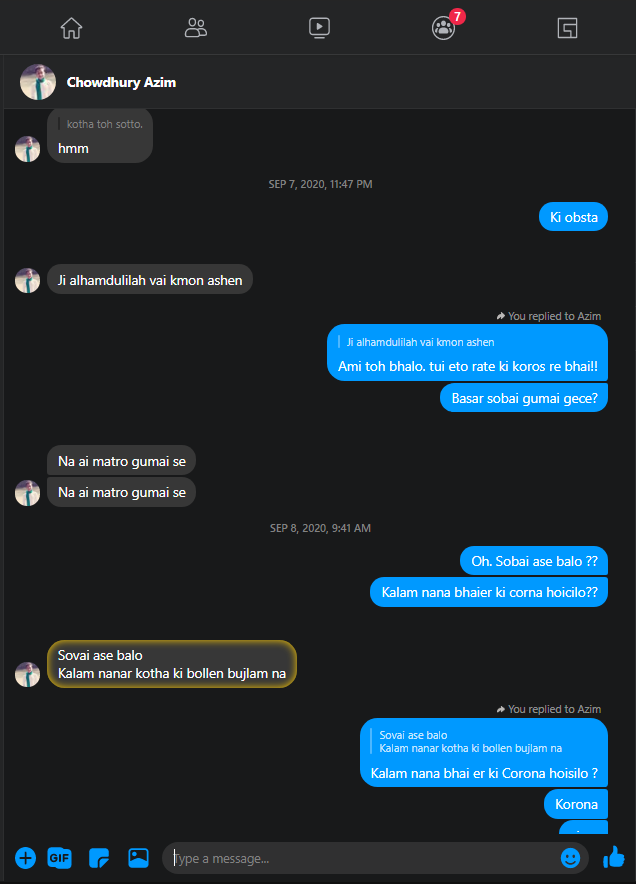 7
Chowdhury Azim
kotha toh sotto.
hmm
SEP 7, 2020, 11:47 PM
Ki obsta
Ji alhamdulilah vai kmon ashen
You replied to Azim
Ji alhamdulilah vai kmon ashen
Ami toh bhalo. tui eto rate ki koros re bhai!!
Basar sobai gumai gece?
Na ai matro gumai se
Na ai matro gumai se
SEP 8, 2020, 9:41 AM
Oh. Sobai ase balo ??
Kalam nana bhaier ki corna hoicilo??
Sovai ase balo
Kalam nanar kotha ki bollen bujlam na
You replied to Azim
Sovai ase balo
Kalam nanar kotha ki bollen bujlam na
Kalam nana bhai er ki Corona hoisilo ?
Korona
GIF
Type a message...